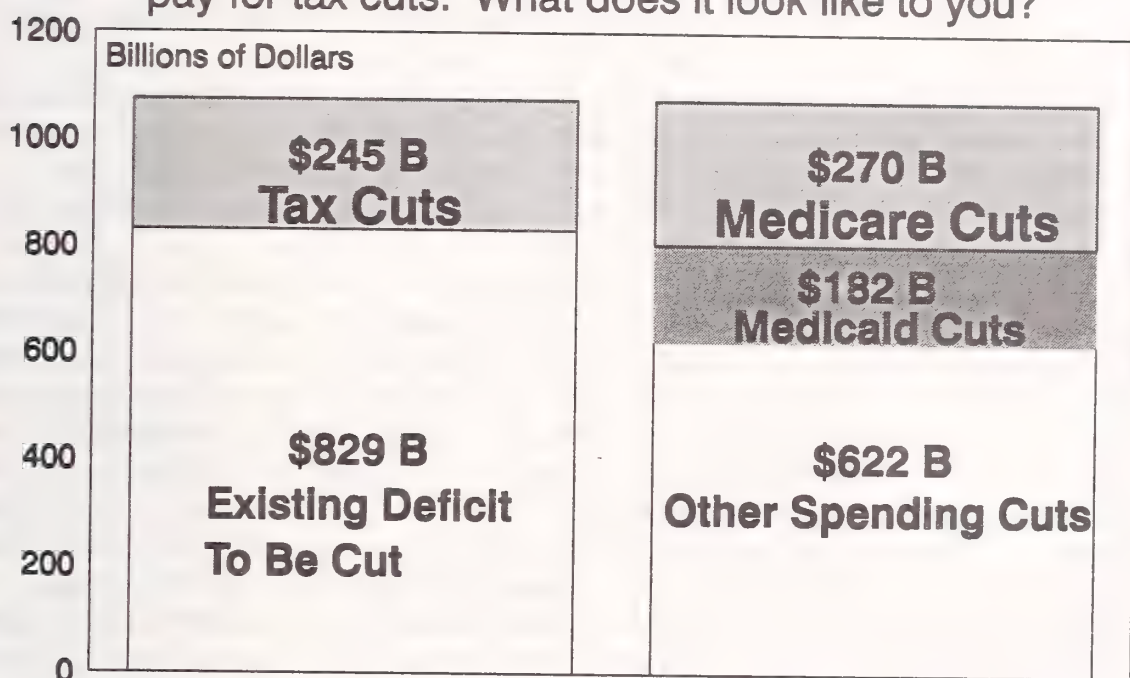 pay for tax cuts. What does it look like to you?
1200
Billions of Dollars
1000
800
600
400
200
0
$245 B
Tax Cuts
$829 B
Existing Deficit
To Be Cut
$270 B
Medicare Cuts
$182 B
Medicaid Cuts
$622 B
Other Spending Cuts